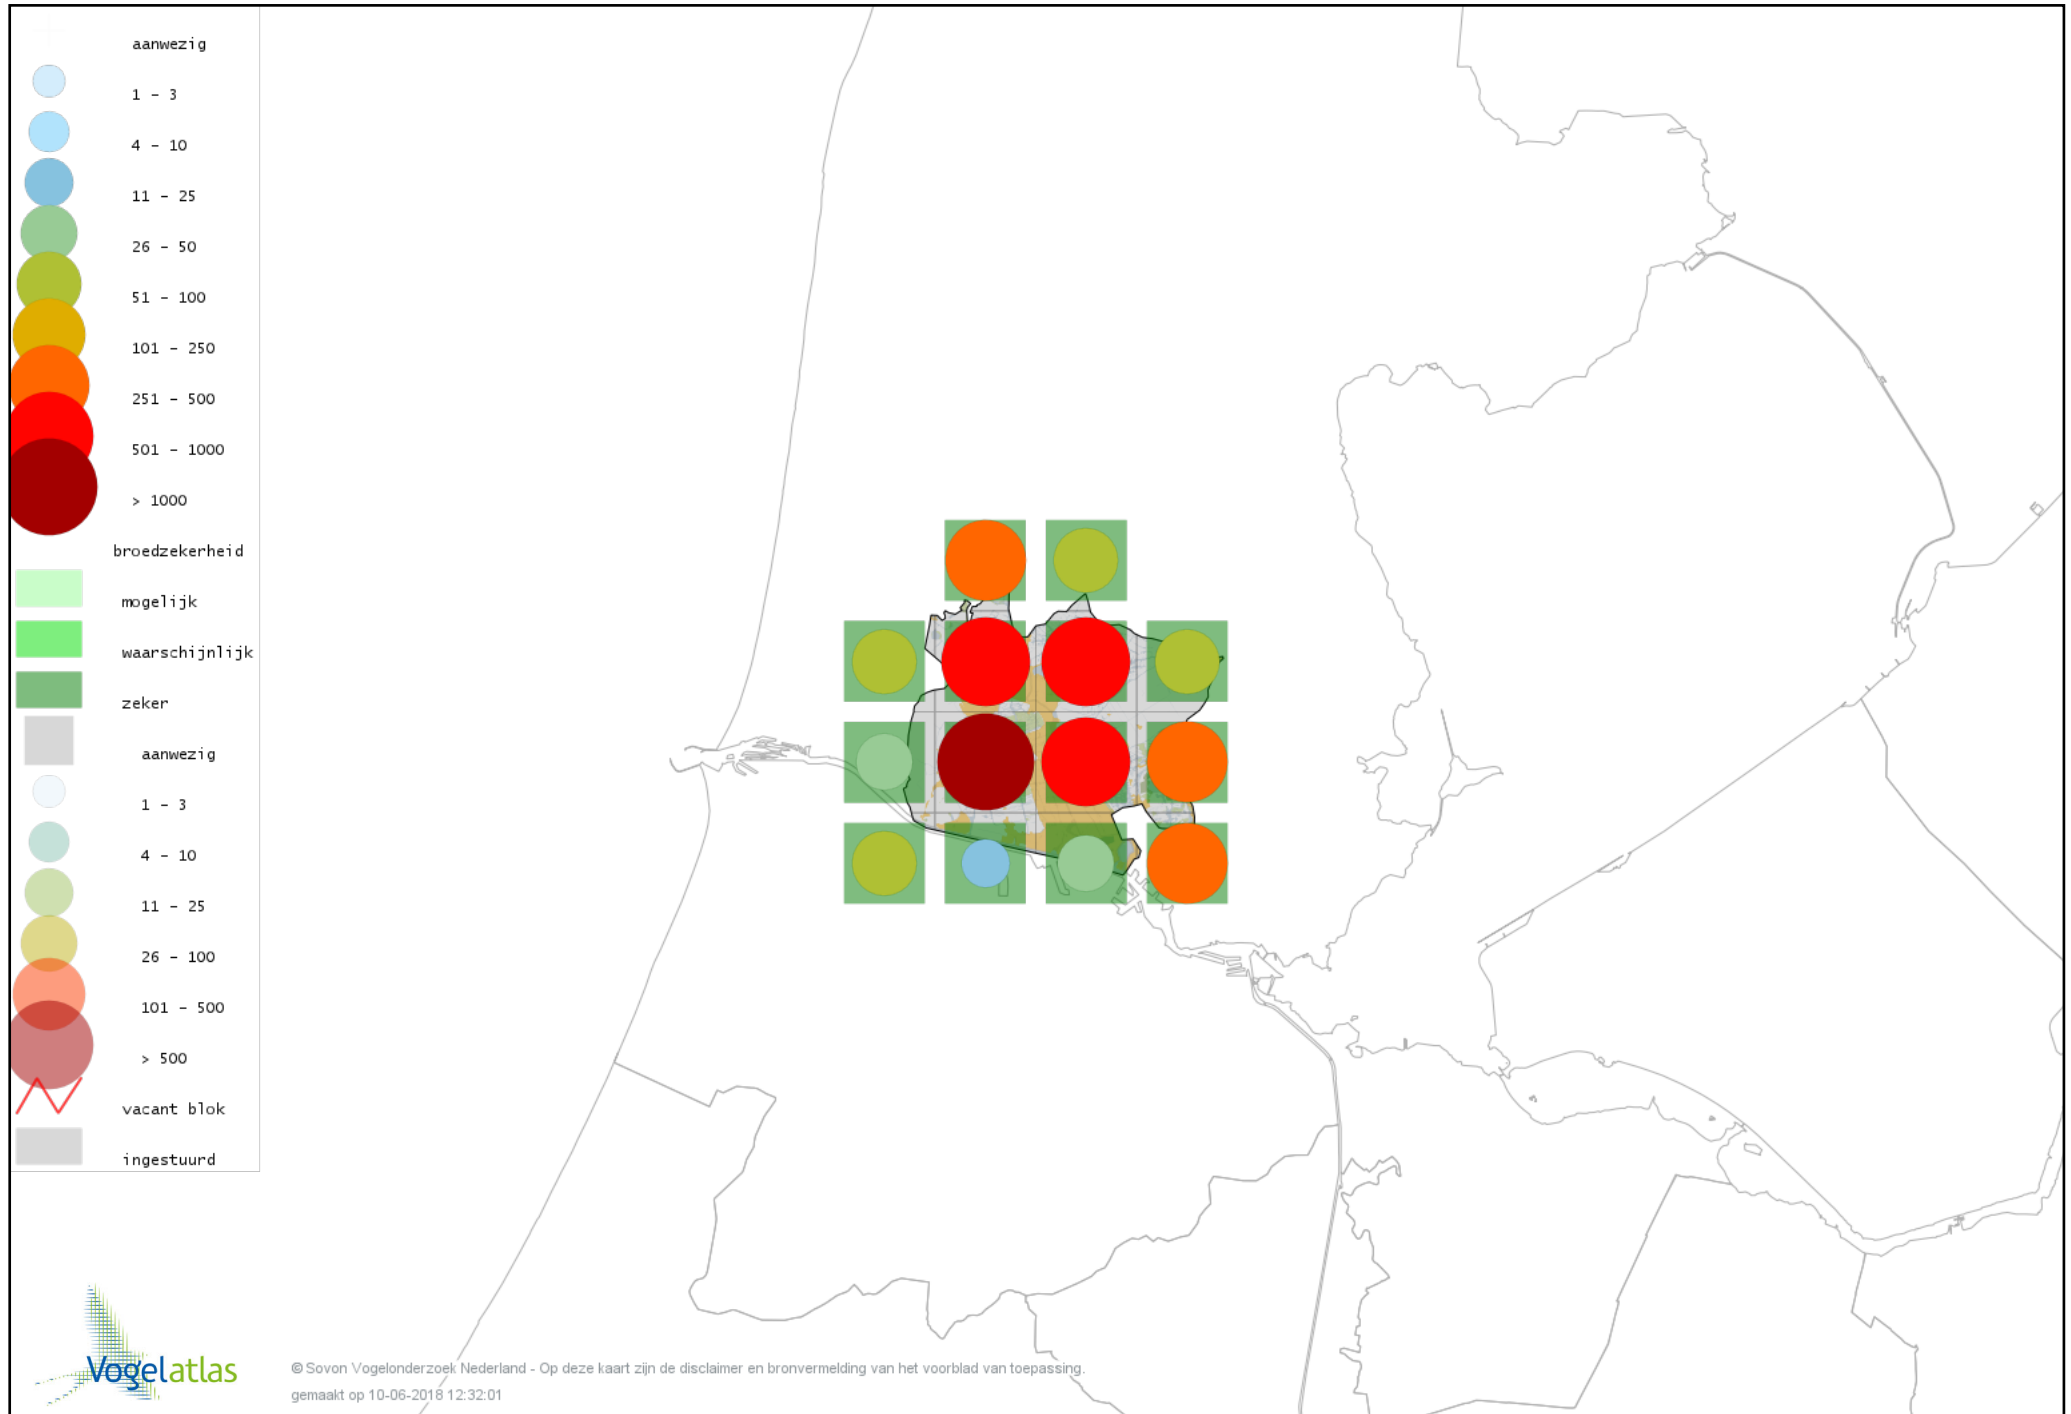 aanwezig
1 - 3
4 - 10
11 - 25
26 - 50
51 - 100
101 - 250
251 - 500
501 - 1000
> 1000
broedzekerheid
mogelijk
waarschijnlijk
zeker
aanwezig
1 - 3
4 - 10
11 - 25
26 - 100
101 - 500
> 500
vacant blok
ingestuurd
Vogelatlas
© Sovon Vogelonderzoek Nederland - Op deze kaart zijn de disclaimer en bronvermelding van het voorblad van toepassing.
gemaakt op 10-06-2018 12:32:01